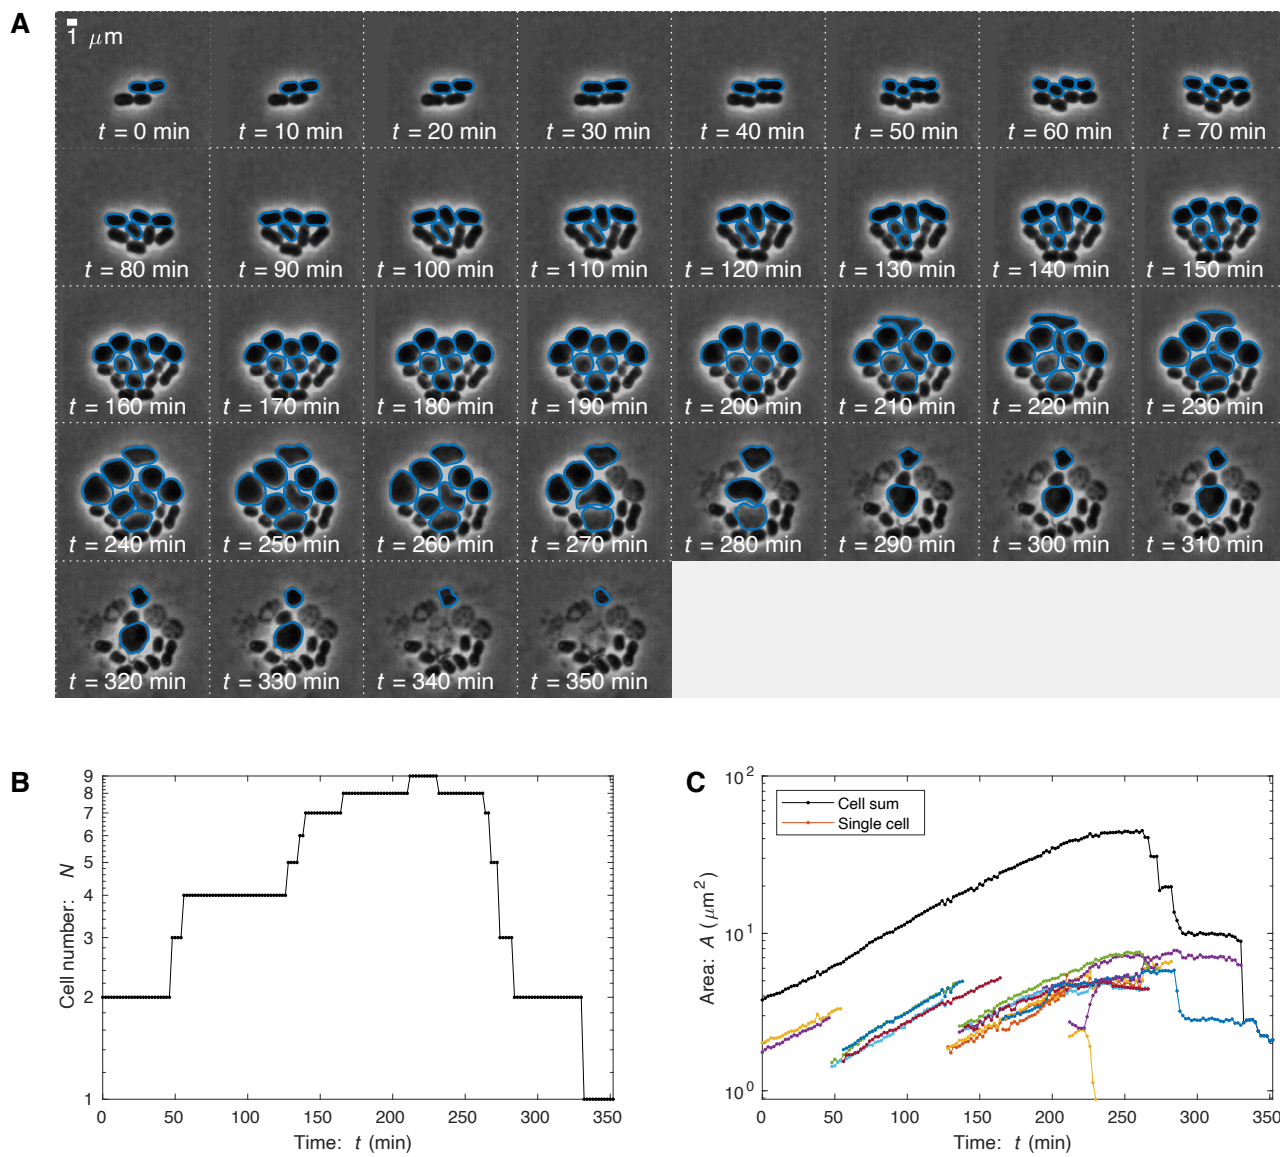 A
1 μm
t = 0 min
t = 10 min
t = 20 min
t = 30 min
t = 40 min
t = 50 min
t = 60 min
t = 70 min
t = 80 min
t = 90 min
t = 100 min
t = 110 min
t = 120 min
t = 130 min
t = 140 min
t = 150 min
t = 160 min
t = 170 min
t = 180 min
t = 190 min
t = 200 min
t = 210 min
t = 220 min
t = 230 min
t = 240 min
t = 250 min
t = 260 min
t = 270 min
t = 280 min
t = 290 min
t = 300 min
t = 310 min
t = 320 min
t = 330 min
t = 340 min
t = 350 min
B
Cell number: N
9
8
7
6
5
4
3
2
1
0 50 100 150 200 250 300 350
Time: t (min)
C
Area: A (μm²)
10²
10¹
10⁰
Cell sum
Single cell
0 50 100 150 200 250 300 350
Time: t (min)